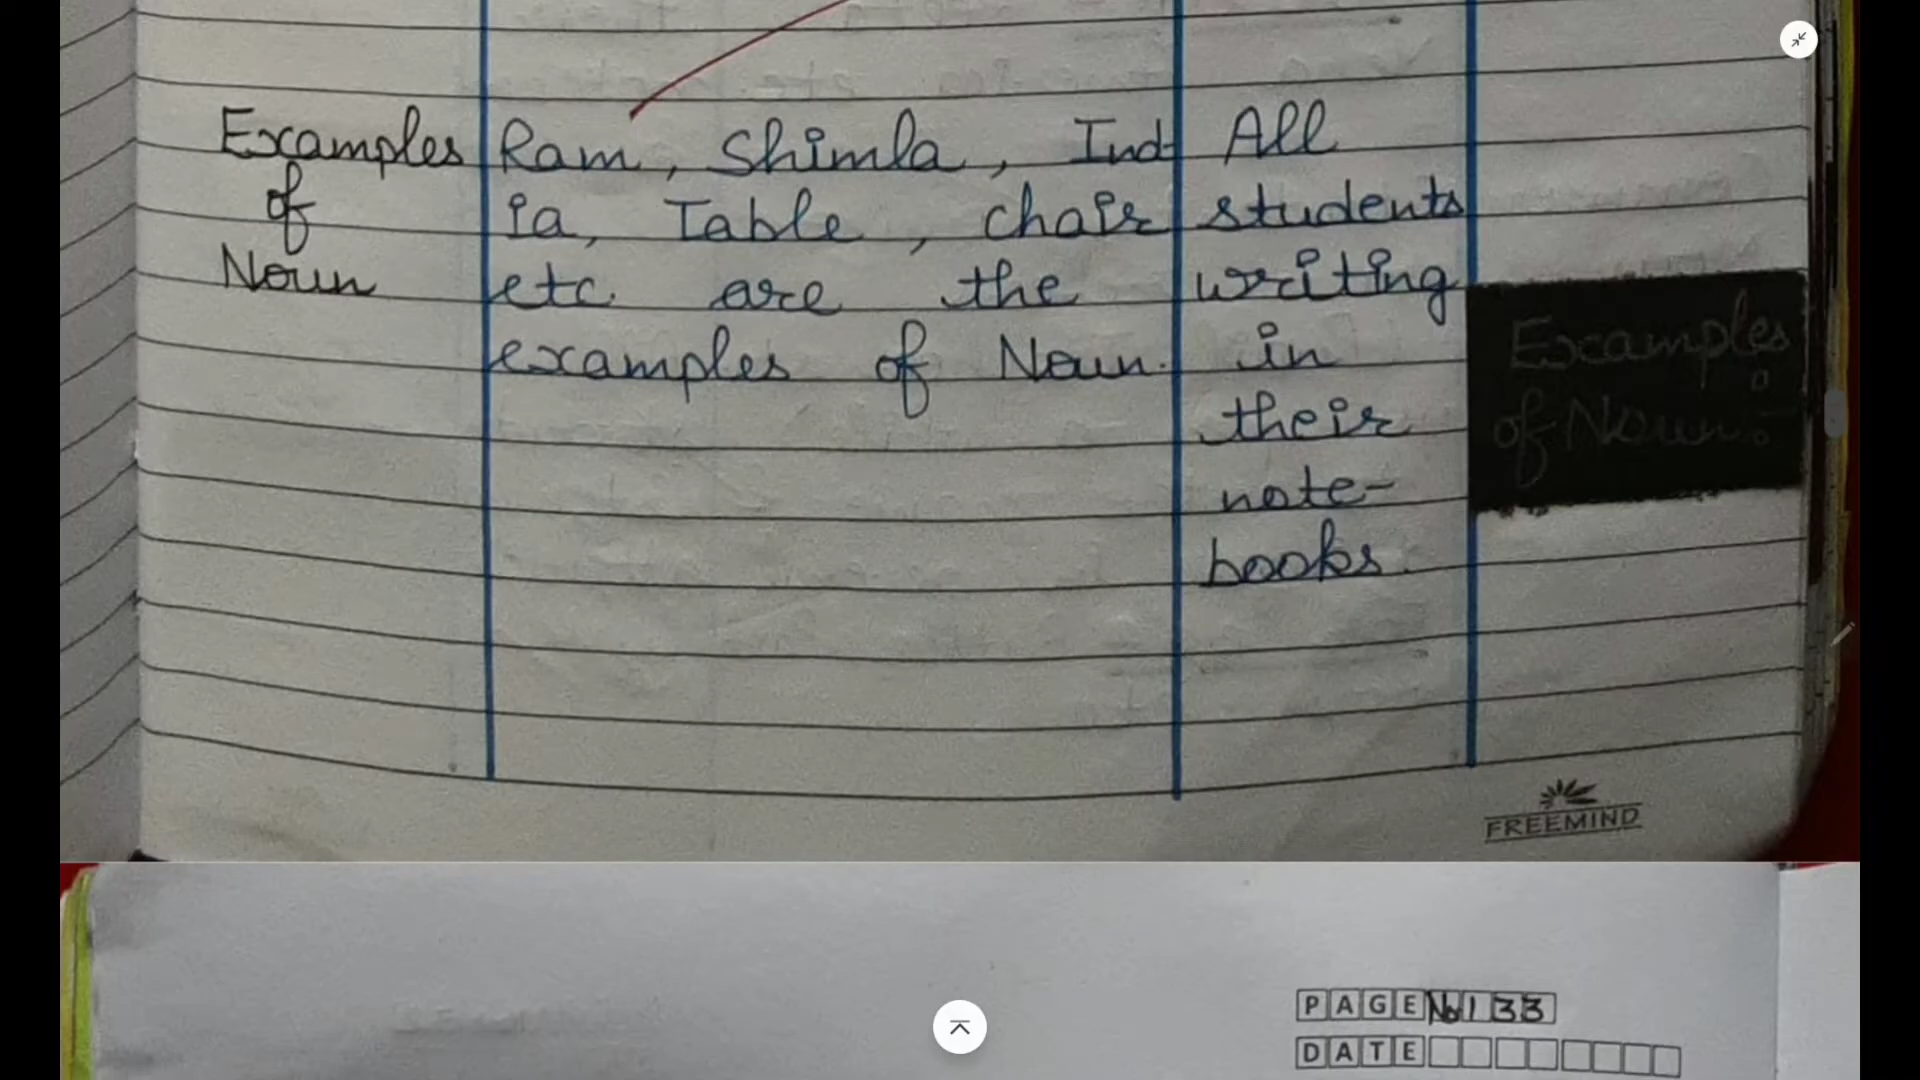 Examples
of
Noun
Ram, Shimla, Ind-
ia, Table, chair
etc are the
examples of Noun.
All
students
writing
in
their
note-
books.
Examples
of Noun:-
FREEMIND
PAGE No 133
DATE